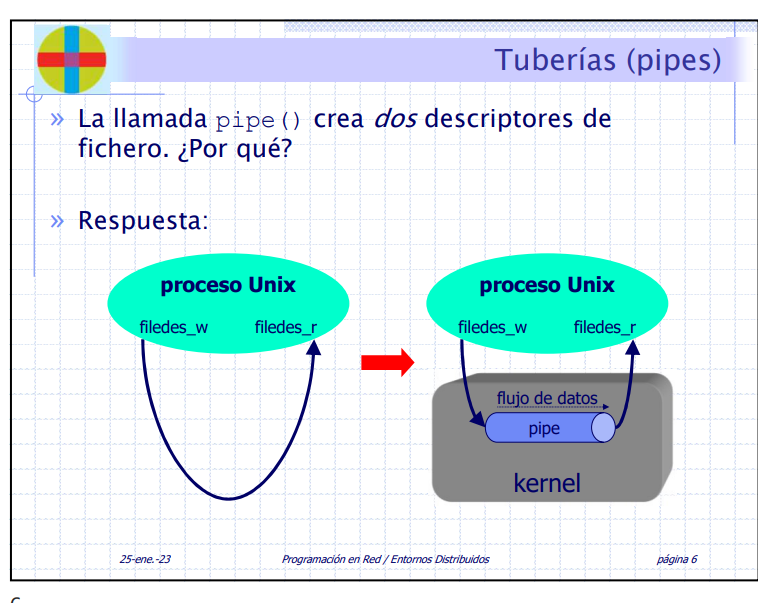 Tuberías (pipes)
» La llamada pipe() crea dos descriptores de
fichero. ¿Por qué?
» Respuesta:
proceso Unix
filedes_w filedes_r
proceso Unix
filedes_w filedes_r
flujo de datos
pipe
kernel
25-ene.-23 Programación en Red / Entornos Distribuidos página 6